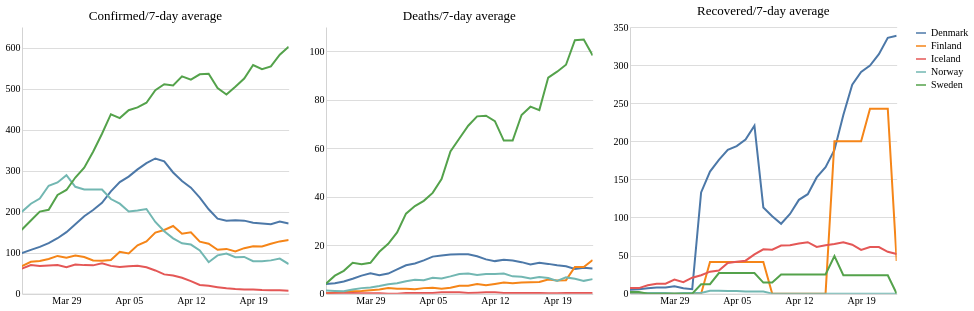 Confirmed/7-day average
600
500
400
300
200
100
0
Mar 29 Apr 05 Apr 12 Apr 19
Deaths/7-day average
100
80
60
40
20
0
Mar 29 Apr 05 Apr 12 Apr 19
Recovered/7-day average
350
300
250
200
150
100
50
0
Mar 29 Apr 05 Apr 12 Apr 19
Denmark
Finland
Iceland
Norway
Sweden